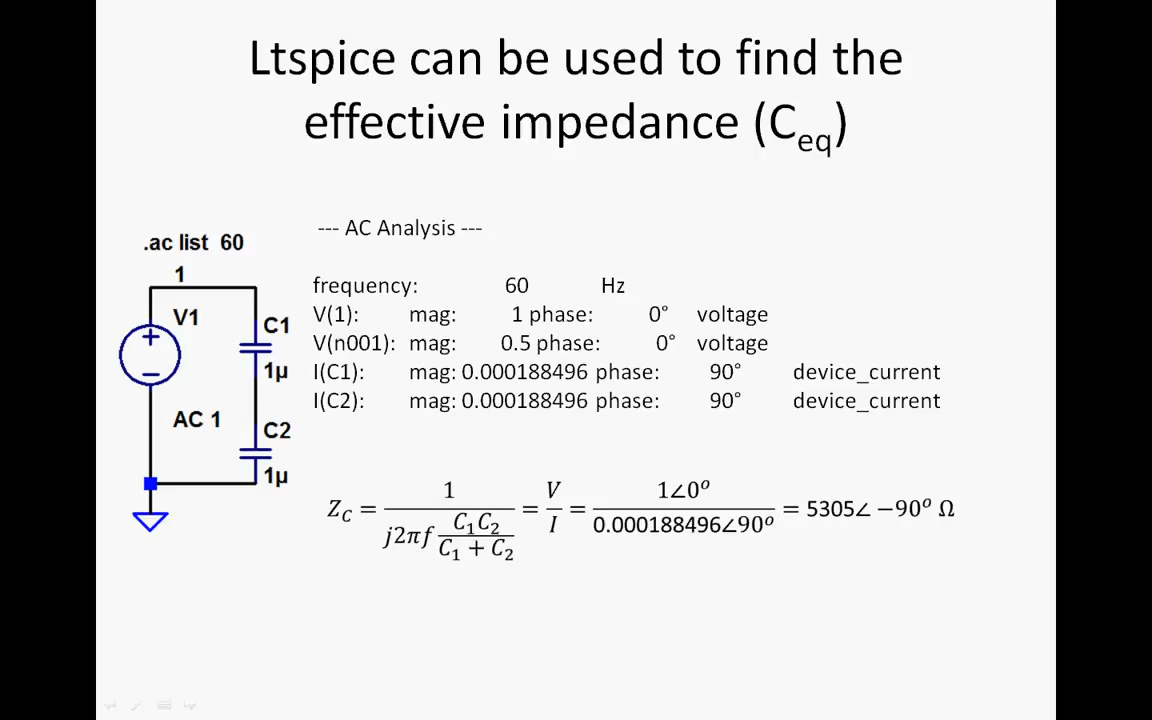 Ltspice can be used to find the
effective impedance (C_eq)
.ac list 60
1
V1
AC 1
C1
1µ
C2
1µ
--- AC Analysis ---
frequency: 60 Hz
V(1): mag: 1 phase: 0° voltage
V(n001): mag: 0.5 phase: 0° voltage
I(C1): mag: 0.000188496 phase: 90° device_current
I(C2): mag: 0.000188496 phase: 90° device_current
Z_C = 1 / (j2πf (C₁C₂ / (C₁ + C₂))) = V / I = 1∠0° / 0.000188496∠90° = 5305∠ −90° Ω